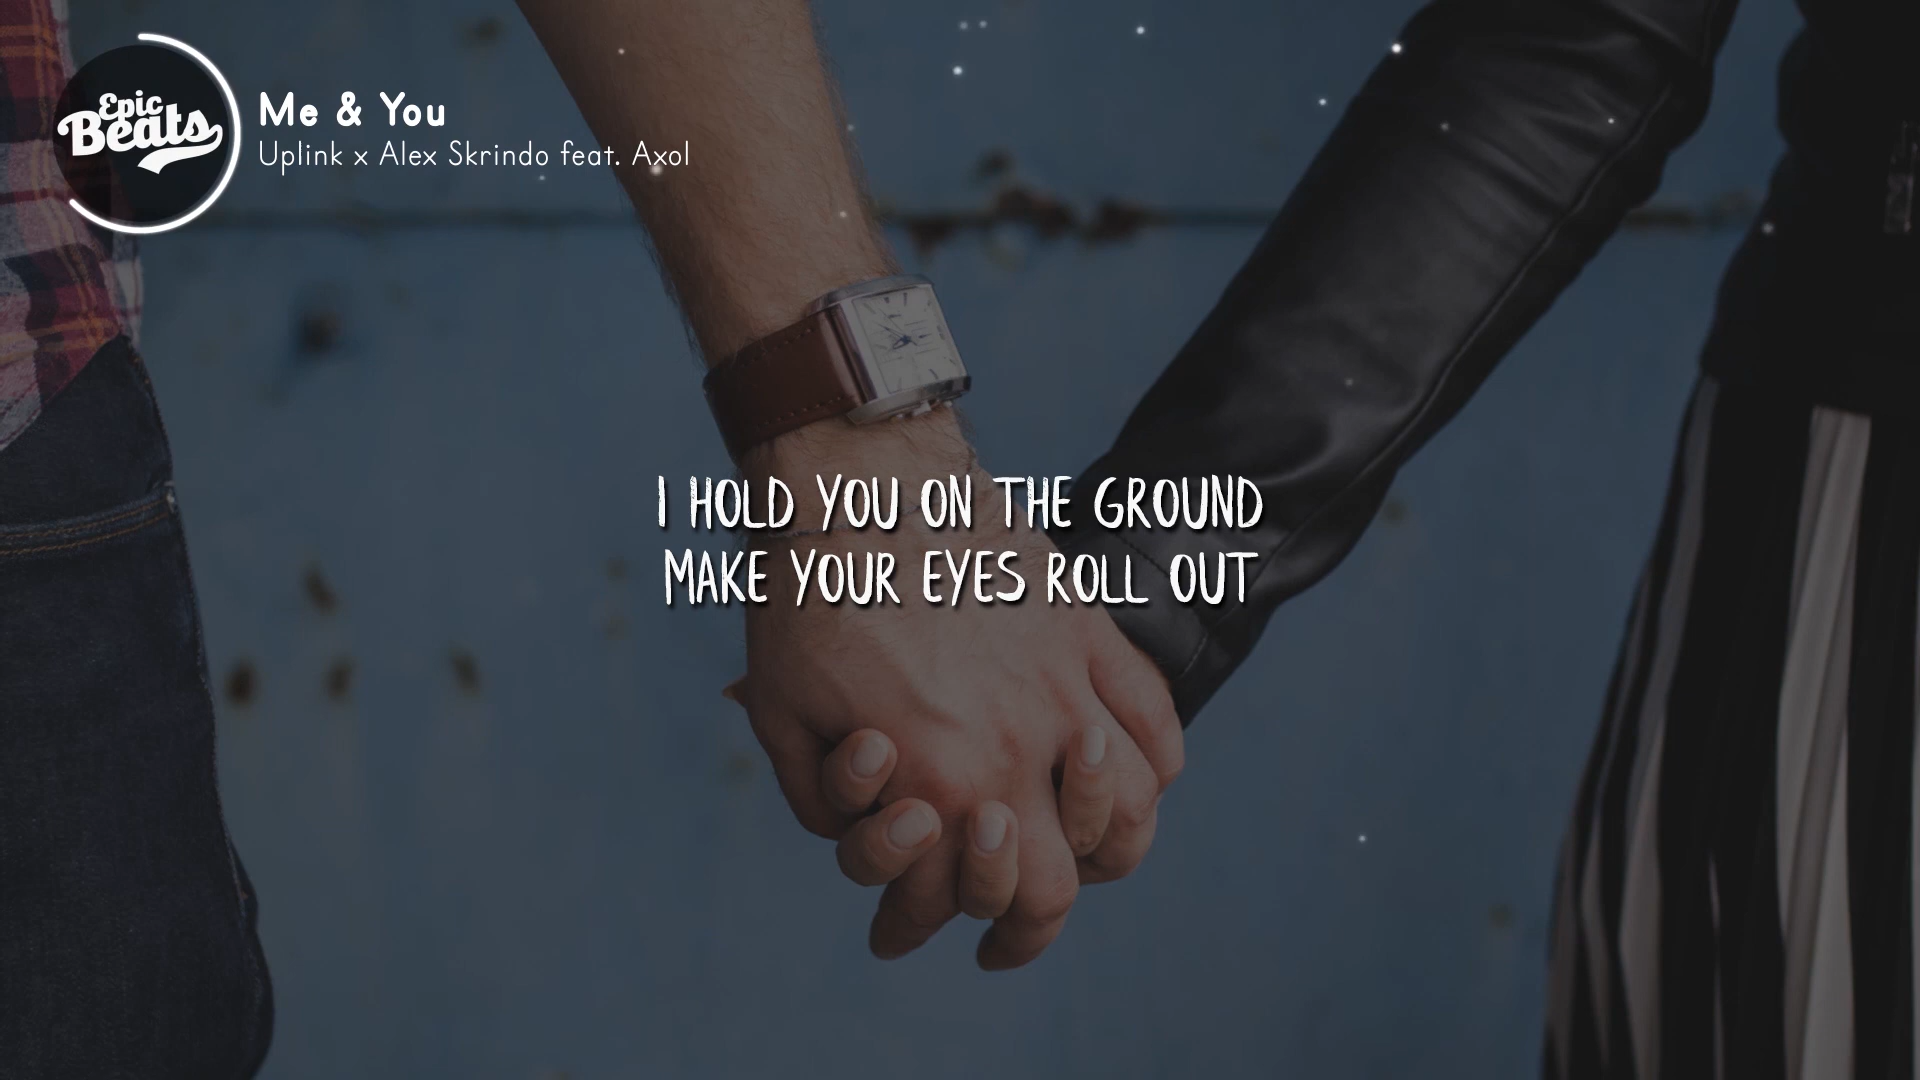 Epic
Beats
Me & You
Uplink x Alex Skrindo feat. Axol
I HOLD YOU ON THE GROUND
MAKE YOUR EYES ROLL OUT